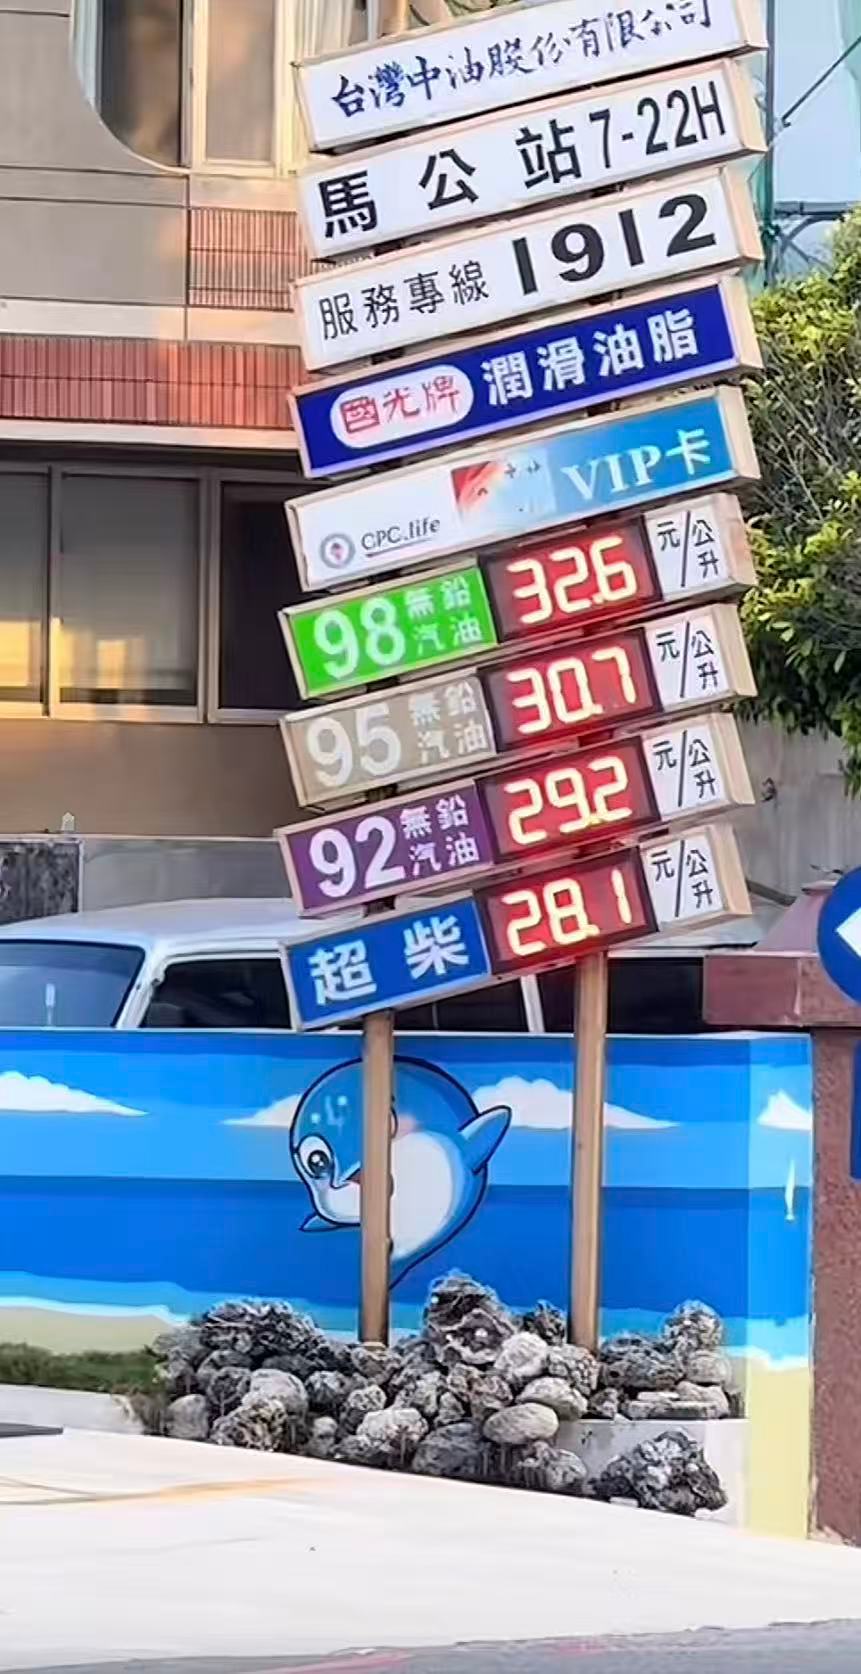 台灣中油股份有限公司
馬公站 7-22H
服務專線 1912
國光牌 潤滑油脂
CPC.life VIP卡
98 無鉛汽油 32.6 元/公升
95 無鉛汽油 30.7 元/公升
92 無鉛汽油 29.2 元/公升
超柴 28.1 元/公升